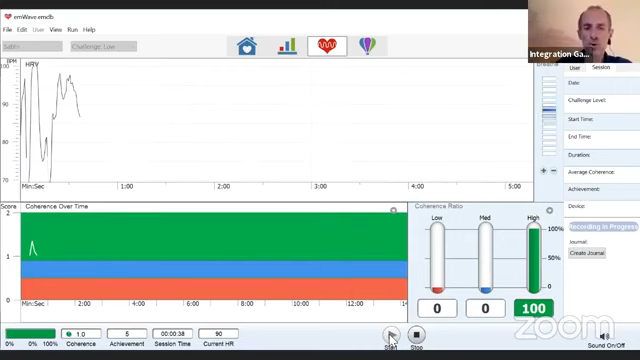 emWave.emdb
File Edit User View Run Help
Sabtin Challenge: Low
Integration Ga...
BPM
HRV
100
90
80
70
Min:Sec 1:00 2:00 3:00 4:00 5:00
Breathe
User Session
Date:
Challenge Level:
Start Time:
End Time:
Duration:
Average Coherence:
Achievement:
Device:
Recording in Progress
Journal:
Create Journal
Score
Coherence Over Time
2
1
0
Min:Sec 2:00 4:00 6:00 8:00 10:00 12:00 14
Coherence Ratio
Low Med High
100%
50%
0%
0 0 100
0% 50% 100%
1.0
Coherence
5
Achievement
00:00:38
Session Time
90
Current HR
Start
Stop
Sound On/Off
zoom